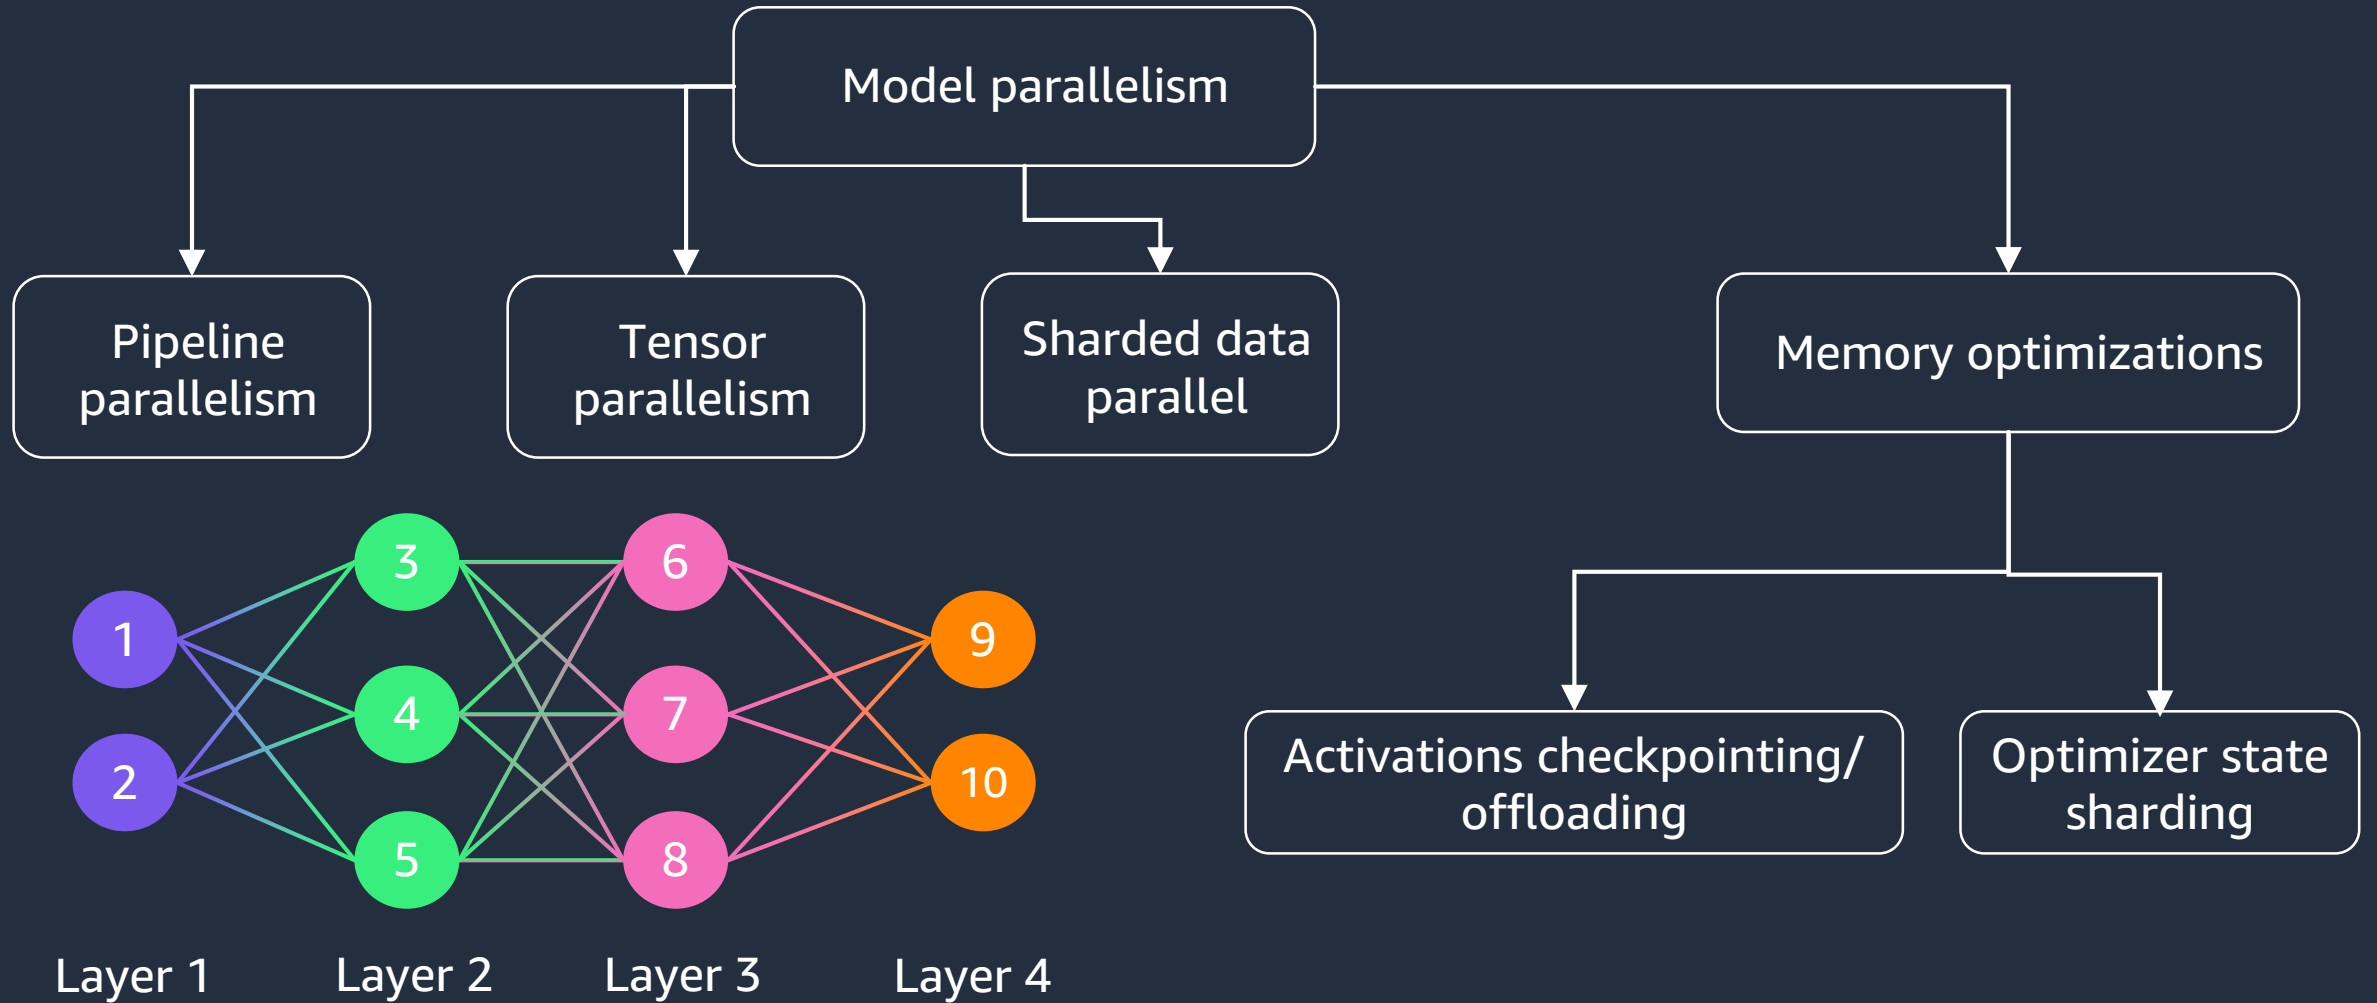 Model parallelism
Pipeline
parallelism
Tensor
parallelism
Sharded data
parallel
Memory optimizations
3
6
1
9
4
7
2
10
5
8
Layer 1
Layer 2
Layer 3
Layer 4
Activations checkpointing/
offloading
Optimizer state
sharding